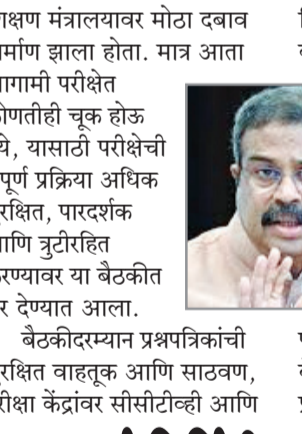 शिक्षण मंत्रालयावर मोठा दबाव
निर्माण झाला होता. मात्र आता
आगामी परीक्षेत
कोणतीही चूक होऊ
नये, यासाठी परीक्षेची
संपूर्ण प्रक्रिया अधिक
सुरक्षित, पारदर्शक
आणि त्रुटीरहित
करण्यावर या बैठकीत
भर देण्यात आला.
बैठकीदरम्यान प्रश्नपत्रिकांची
सुरक्षित वाहतूक आणि साठवण,
परीक्षा केंद्रांवर सीसीटीव्ही आणि